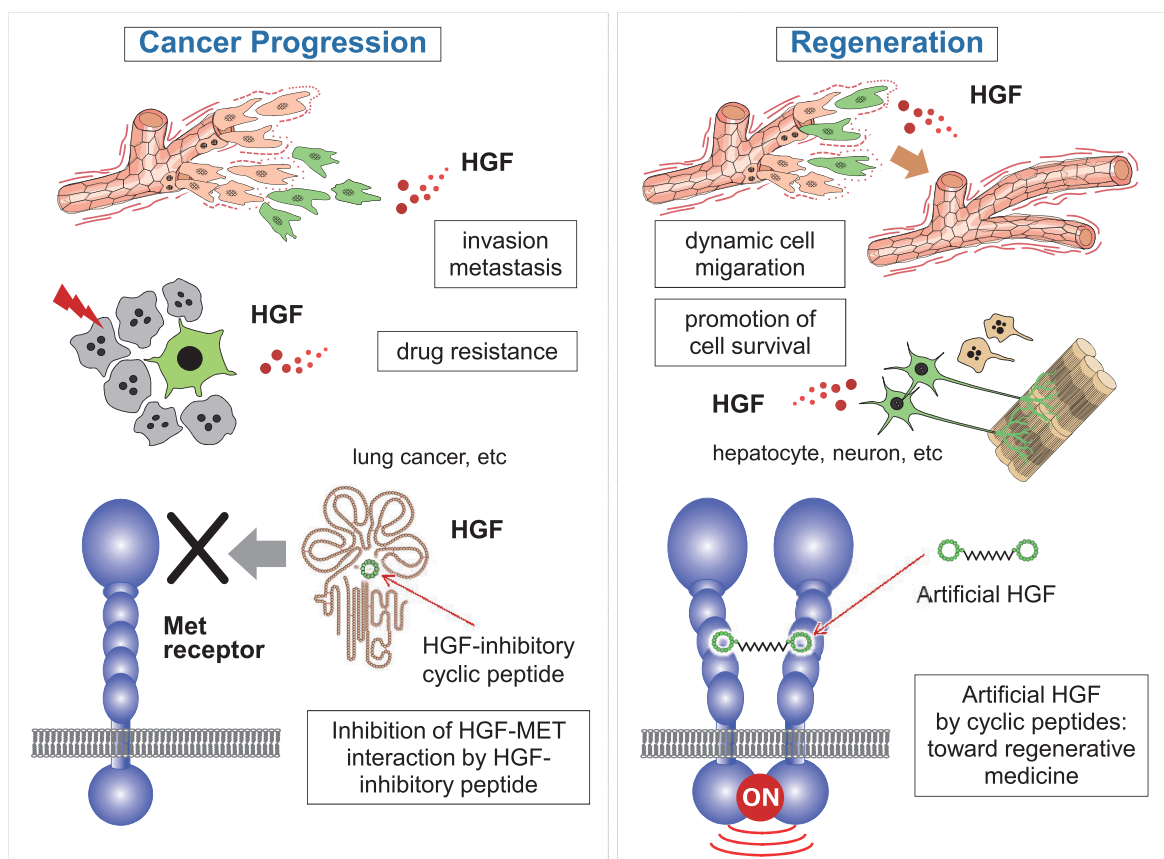 Cancer Progression
HGF
invasion
metastasis
HGF
drug resistance
lung cancer, etc
HGF
Met
receptor
HGF-inhibitory
cyclic peptide
Inhibition of HGF-MET
interaction by HGF-
inhibitory peptide
Regeneration
HGF
dynamic cell
migaration
promotion of
cell survival
HGF
hepatocyte, neuron, etc
Artificial HGF
Artificial HGF
by cyclic peptides:
toward regenerative
medicine
ON